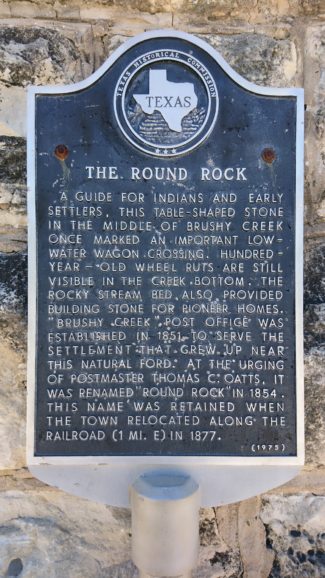 TEXAS HISTORICAL COMMISSION
TEXAS
THE ROUND ROCK
A GUIDE FOR INDIANS AND EARLY
SETTLERS, THIS TABLE-SHAPED STONE
IN THE MIDDLE OF BRUSHY CREEK
ONCE MARKED AN IMPORTANT LOW-
WATER WAGON CROSSING. HUNDRED-
YEAR-OLD WHEEL RUTS ARE STILL
VISIBLE IN THE CREEK BOTTOM. THE
ROCKY STREAM BED ALSO PROVIDED
BUILDING STONE FOR PIONEER HOMES.
"BRUSHY CREEK" POST OFFICE WAS
ESTABLISHED IN 1851 TO SERVE THE
SETTLEMENT THAT GREW UP NEAR
THIS NATURAL FORD. AT THE URGING
OF POSTMASTER THOMAS C. OATTS, IT
WAS RENAMED "ROUND ROCK" IN 1854.
THIS NAME WAS RETAINED WHEN
THE TOWN RELOCATED ALONG THE
RAILROAD (1 MI. E) IN 1877.
(1975)